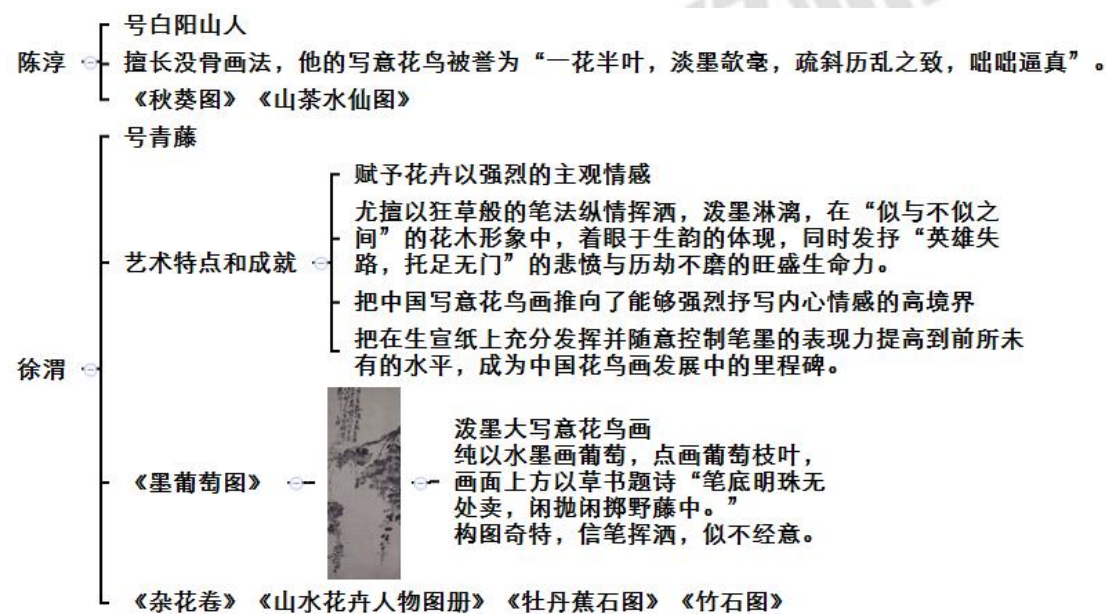 陈淳
号白阳山人
擅长没骨画法，他的写意花鸟被誉为“一花半叶，淡墨欹毫，疏斜历乱之致，咄咄逼真”。
《秋葵图》《山茶水仙图》
徐渭
号青藤
艺术特点和成就
赋予花卉以强烈的主观情感
尤擅以狂草般的笔法纵情挥洒，泼墨淋漓，在“似与不似之
间”的花木形象中，着眼于生韵的体现，同时发抒“英雄失
路，托足无门”的悲愤与历劫不磨的旺盛生命力。
把中国写意花鸟画推向了能够强烈抒写内心情感的高境界
把在生宣纸上充分发挥并随意控制笔墨的表现力提高到前所未
有的水平，成为中国花鸟画发展中的里程碑。
《墨葡萄图》
泼墨大写意花鸟画
纯以水墨画葡萄，点画葡萄枝叶，
画面上方以草书题诗“笔底明珠无
处卖，闲抛闲掷野藤中。”
构图奇特，信笔挥洒，似不经意。
《杂花卷》《山水花卉人物图册》《牡丹蕉石图》《竹石图》